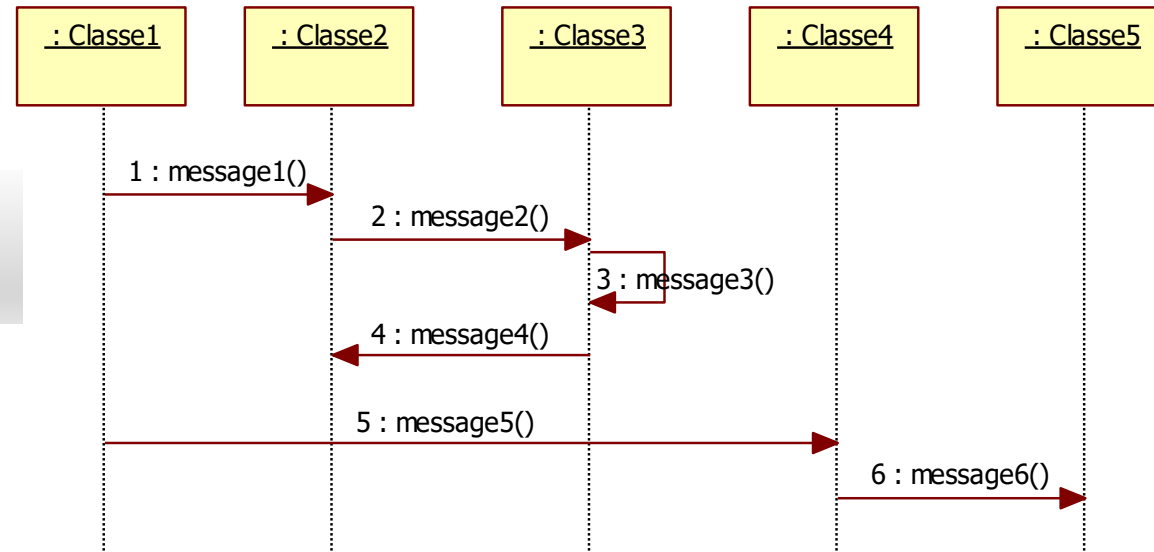 : Classe1
: Classe2
: Classe3
: Classe4
: Classe5
1 : message1()
2 : message2()
3 : message3()
4 : message4()
5 : message5()
6 : message6()